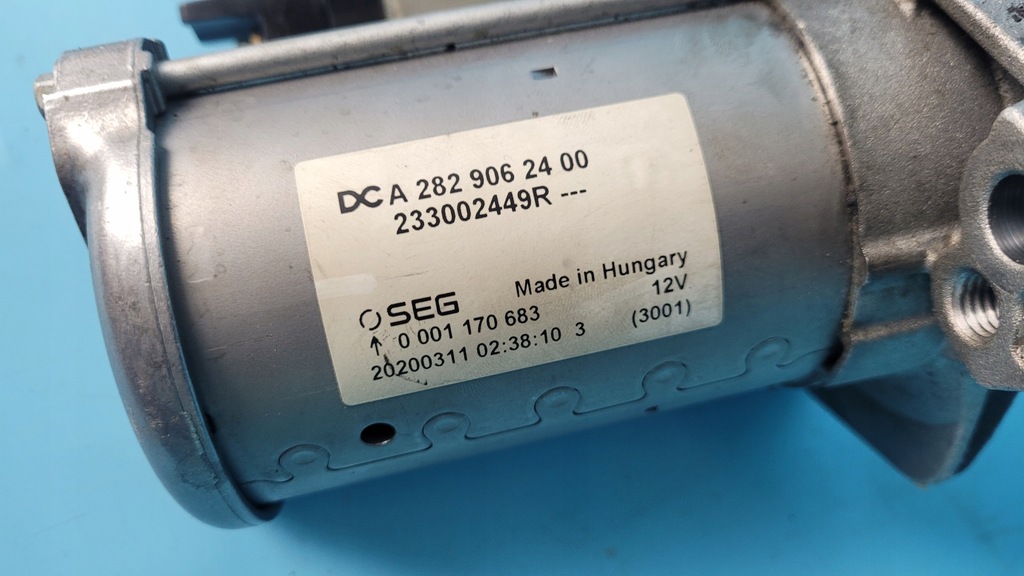 DC A 282 906 24 00
233002449R ---
Made in Hungary
SEG 12V
0 001 170 683
20200311 02:38:10 3 (3001)